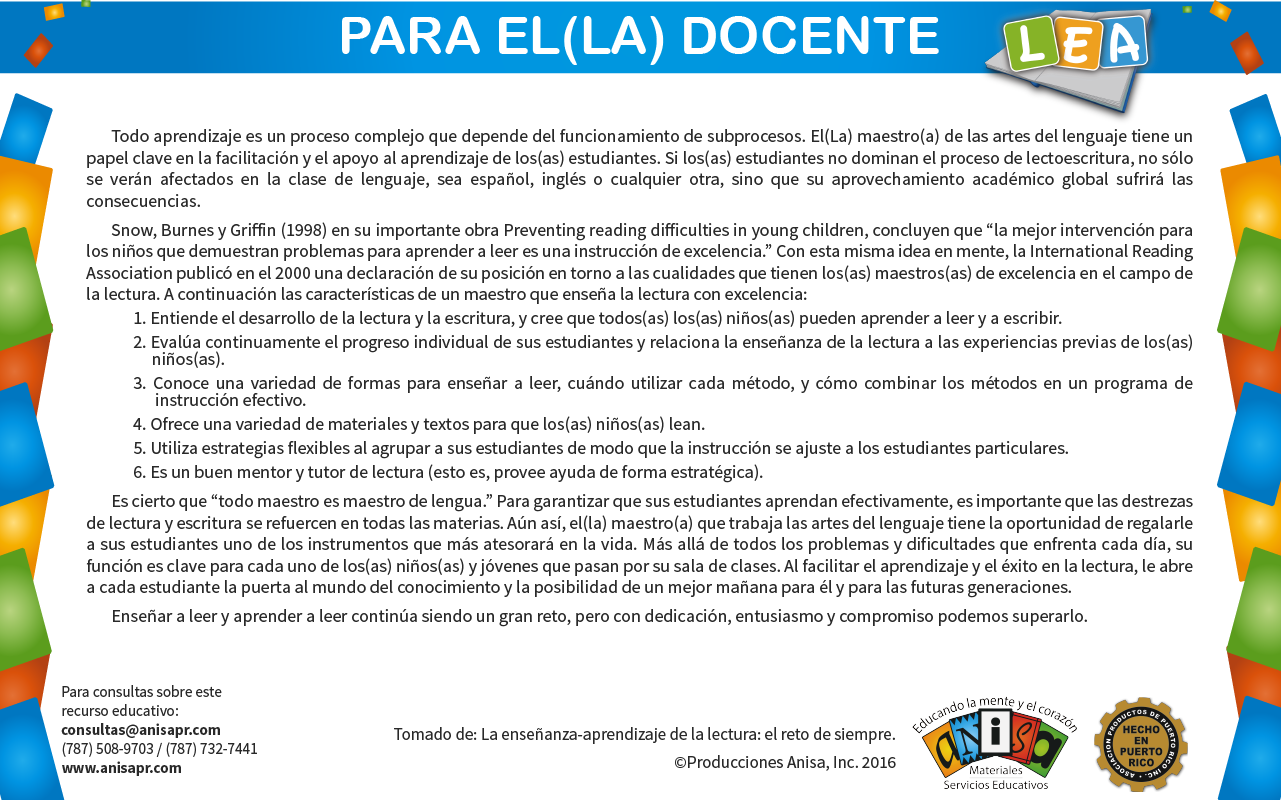 PARA EL(LA) DOCENTE
LEA
Todo aprendizaje es un proceso complejo que depende del funcionamiento de subprocesos. El(La) maestro(a) de las artes del lenguaje tiene un
papel clave en la facilitación y el apoyo al aprendizaje de los(as) estudiantes. Si los(as) estudiantes no dominan el proceso de lectoescritura, no sólo
se verán afectados en la clase de lenguaje, sea español, inglés o cualquier otra, sino que su aprovechamiento académico global sufrirá las
consecuencias.
Snow, Burnes y Griffin (1998) en su importante obra Preventing reading difficulties in young children, concluyen que “la mejor intervención para
los niños que demuestran problemas para aprender a leer es una instrucción de excelencia.” Con esta misma idea en mente, la International Reading
Association publicó en el 2000 una declaración de su posición en torno a las cualidades que tienen los(as) maestros(as) de excelencia en el campo de
la lectura. A continuación las características de un maestro que enseña la lectura con excelencia:
1. Entiende el desarrollo de la lectura y la escritura, y cree que todos(as) los(as) niños(as) pueden aprender a leer y a escribir.
2. Evalúa continuamente el progreso individual de sus estudiantes y relaciona la enseñanza de la lectura a las experiencias previas de los(as)
niños(as).
3. Conoce una variedad de formas para enseñar a leer, cuándo utilizar cada método, y cómo combinar los métodos en un programa de
instrucción efectivo.
4. Ofrece una variedad de materiales y textos para que los(as) niños(as) lean.
5. Utiliza estrategias flexibles al agrupar a sus estudiantes de modo que la instrucción se ajuste a los estudiantes particulares.
6. Es un buen mentor y tutor de lectura (esto es, provee ayuda de forma estratégica).
Es cierto que “todo maestro es maestro de lengua.” Para garantizar que sus estudiantes aprendan efectivamente, es importante que las destrezas
de lectura y escritura se refuercen en todas las materias. Aún así, el(la) maestro(a) que trabaja las artes del lenguaje tiene la oportunidad de regalarle
a sus estudiantes uno de los instrumentos que más atesorará en la vida. Más allá de todos los problemas y dificultades que enfrenta cada día, su
función es clave para cada uno de los(as) niños(as) y jóvenes que pasan por su sala de clases. Al facilitar el aprendizaje y el éxito en la lectura, le abre
a cada estudiante la puerta al mundo del conocimiento y la posibilidad de un mejor mañana para él y para las futuras generaciones.
Enseñar a leer y aprender a leer continúa siendo un gran reto, pero con dedicación, entusiasmo y compromiso podemos superarlo.
Para consultas sobre este
recurso educativo:
consultas@anisapr.com
(787) 508-9703 / (787) 732-7441
www.anisapr.com
Tomado de: La enseñanza-aprendizaje de la lectura: el reto de siempre.
©Producciones Anisa, Inc. 2016
Educando la mente y el corazón
anisa
Materiales
Servicios Educativos
ASOCIACION PRODUCTOS DE PUERTO RICO INC.
HECHO
EN
PUERTO
RICO